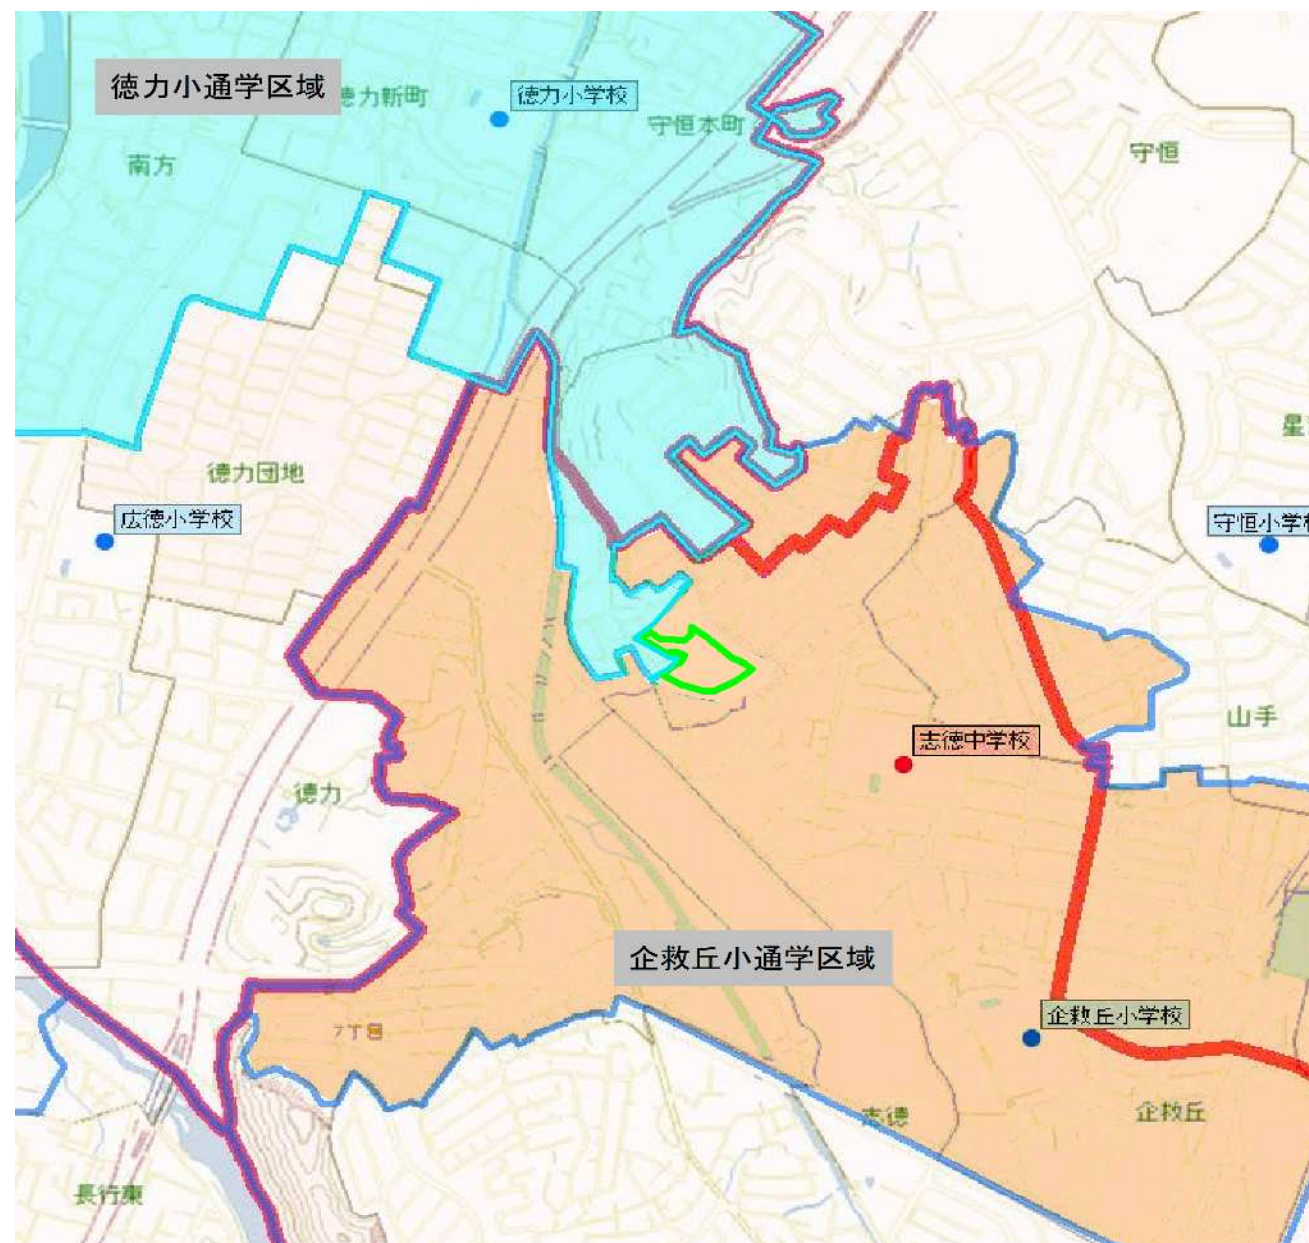 徳力小通学区域
徳力新町
徳力小学校
守恒本町
守恒
南方
徳力団地
広徳小学校
守恒小学
山手
志徳中学校
徳力
企救丘小通学区域
7丁目
企救丘小学校
志徳
企救丘
長行東
星